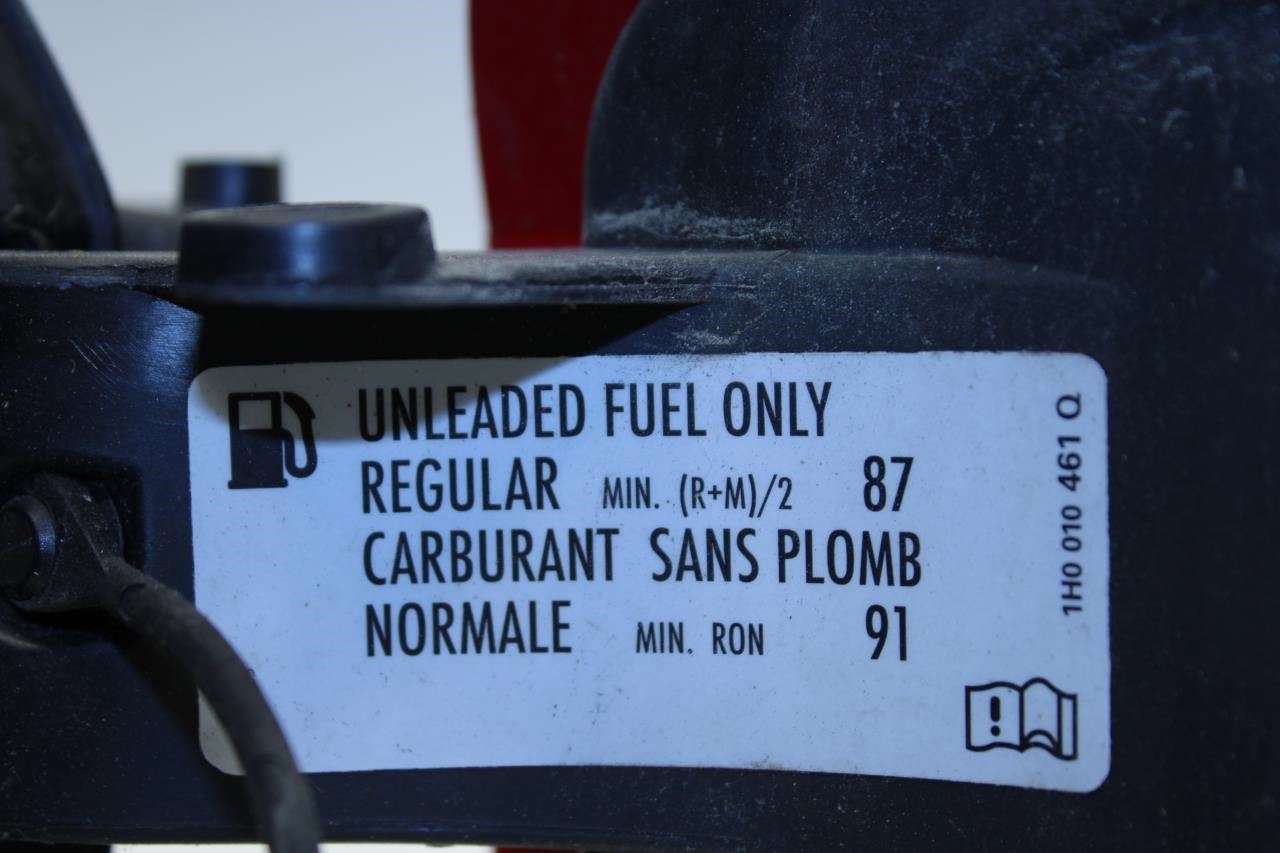 UNLEADED FUEL ONLY
REGULAR MIN. (R+M)/2 87
CARBURANT SANS PLOMB
NORMALE MIN. RON 91
1H0 010 461 Q
!